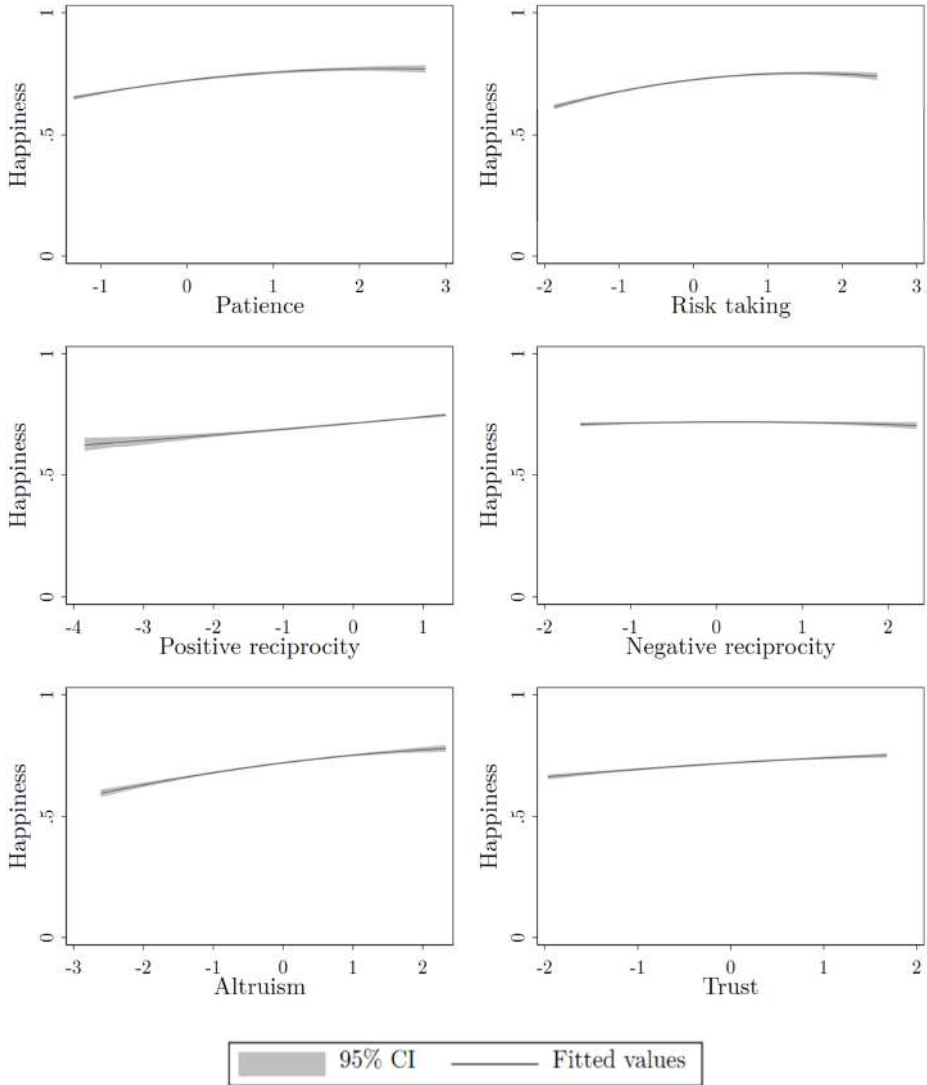 Happiness
1
.5
0
-1 0 1 2 3
Patience
Happiness
1
.5
0
-2 -1 0 1 2 3
Risk taking
Happiness
1
.5
0
-4 -3 -2 -1 0 1
Positive reciprocity
Happiness
1
.5
0
-2 -1 0 1 2
Negative reciprocity
Happiness
1
.5
0
-3 -2 -1 0 1 2
Altruism
Happiness
1
.5
0
-2 -1 0 1 2
Trust
95% CI Fitted values